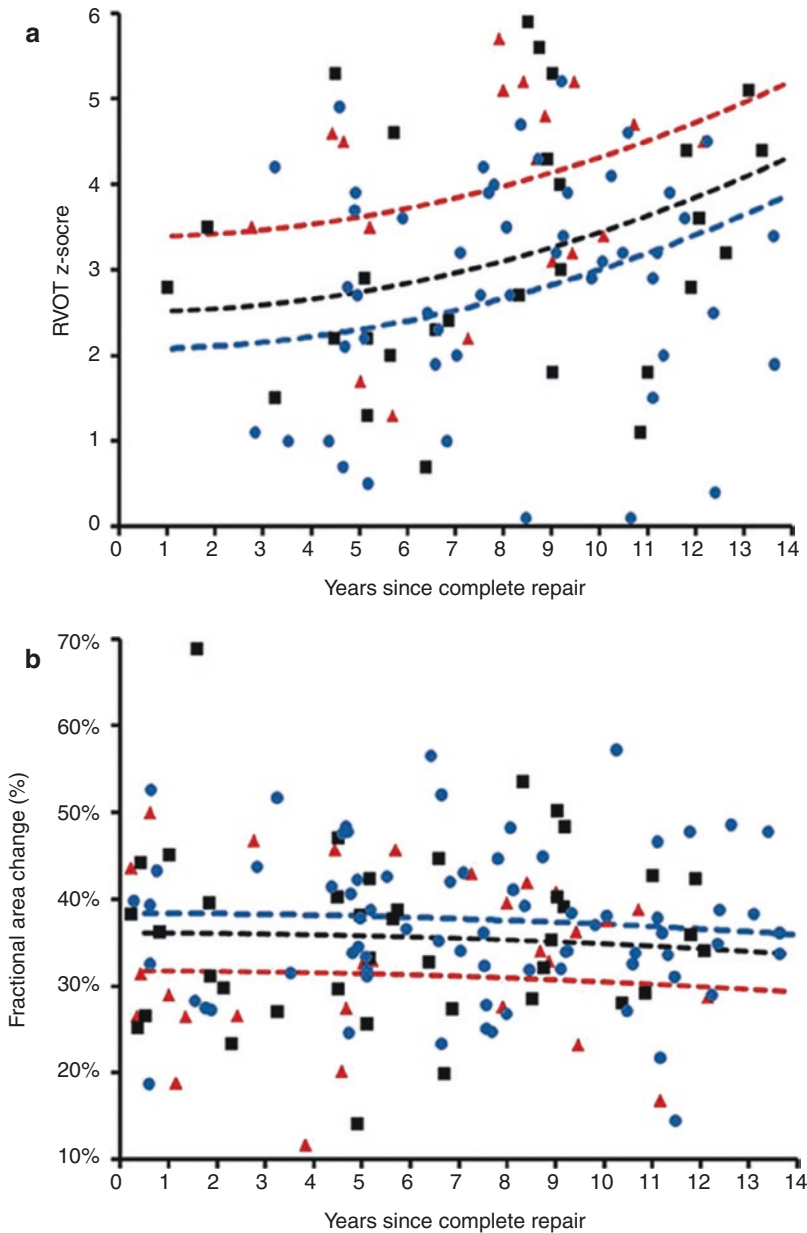 a
6
5
4
3
2
1
0
RVOT z-socre
0 1 2 3 4 5 6 7 8 9 10 11 12 13 14
Years since complete repair
b
70%
60%
50%
40%
30%
20%
10%
Fractional area change (%)
0 1 2 3 4 5 6 7 8 9 10 11 12 13 14
Years since complete repair